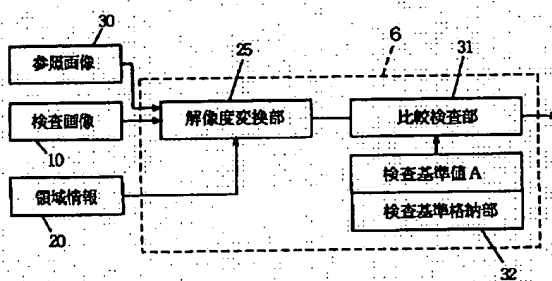 30
参照画像
検査画像
10
領域情報
20
25
解像度変換部
6
31
比較検査部
検査基準値A
検査基準格納部
32